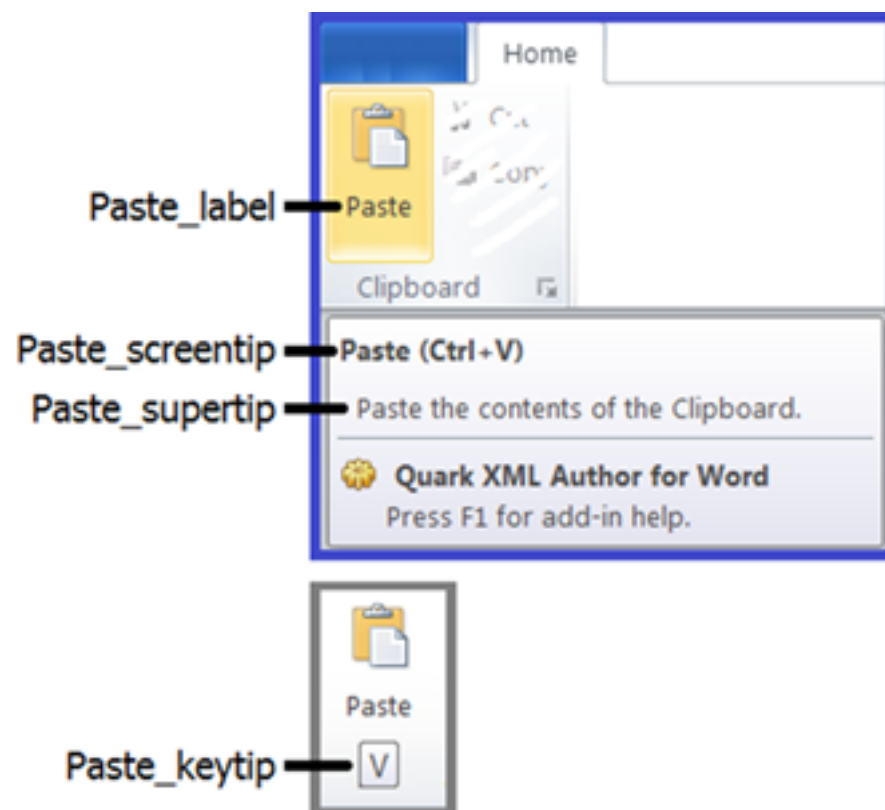 Home
Paste_label
Paste
Clipboard
Paste_screentip
Paste (Ctrl+V)
Paste_supertip
Paste the contents of the Clipboard.
Quark XML Author for Word
Press F1 for add-in help.
Paste
Paste_keytip
V